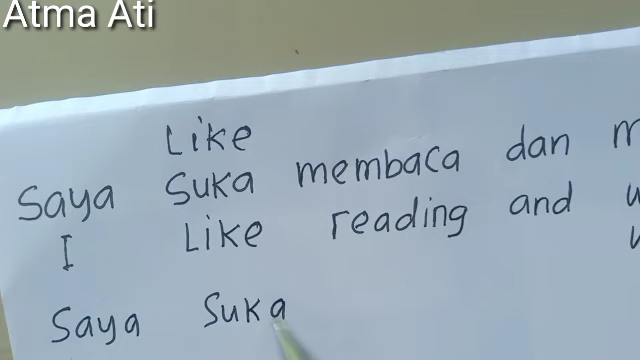 Atma Ati
Like
Saya Suka membaca dan
I Like reading and
Saya Suka